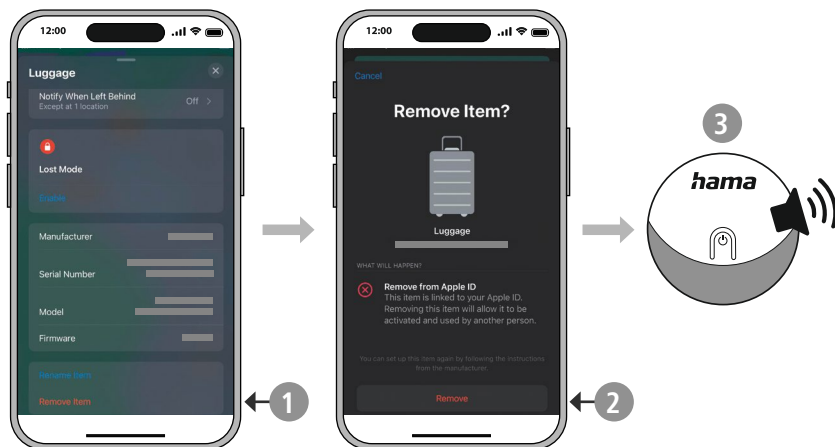 12:00
Luggage
Notify When Left Behind
Except at 1 location
Off >
Lost Mode
Enable
Manufacturer
Serial Number
Model
Firmware
Rename Item
Remove Item
1
12:00
Cancel
Remove Item?
Luggage
WHAT WILL HAPPEN?
Remove from Apple ID
This item is linked to your Apple ID.
Removing this item will allow it to be
activated and used by another person.
You can set up this item again by following the instructions
from the manufacturer.
Remove
2
3
hama